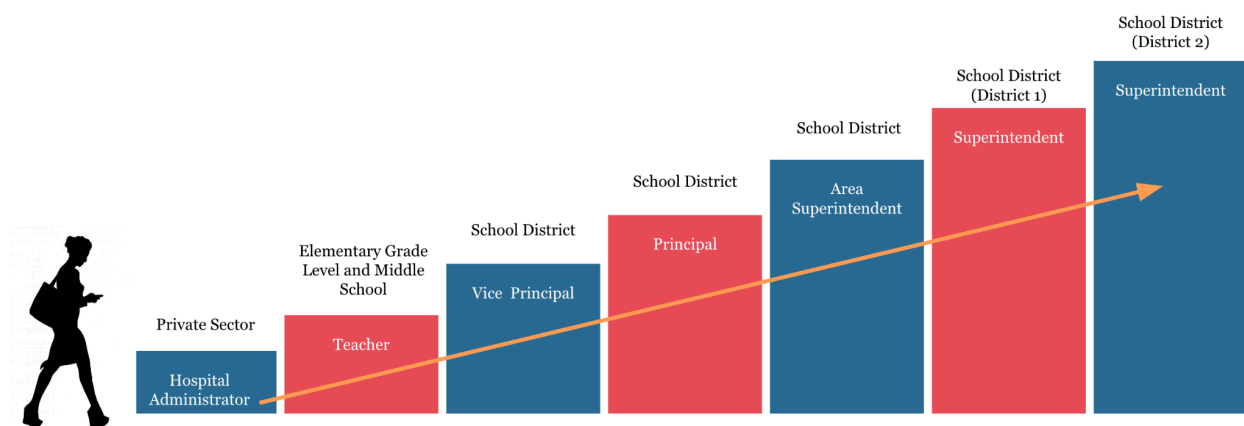 Private Sector
Hospital
Administrator
Elementary Grade
Level and Middle
School
Teacher
School District
Vice Principal
School District
Principal
School District
Area
Superintendent
School District
(District 1)
Superintendent
School District
(District 2)
Superintendent